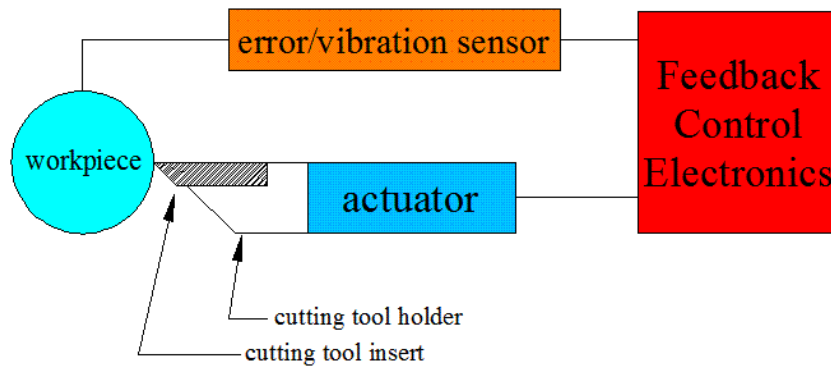 error/vibration sensor
Feedback
Control
Electronics
workpiece
actuator
cutting tool holder
cutting tool insert